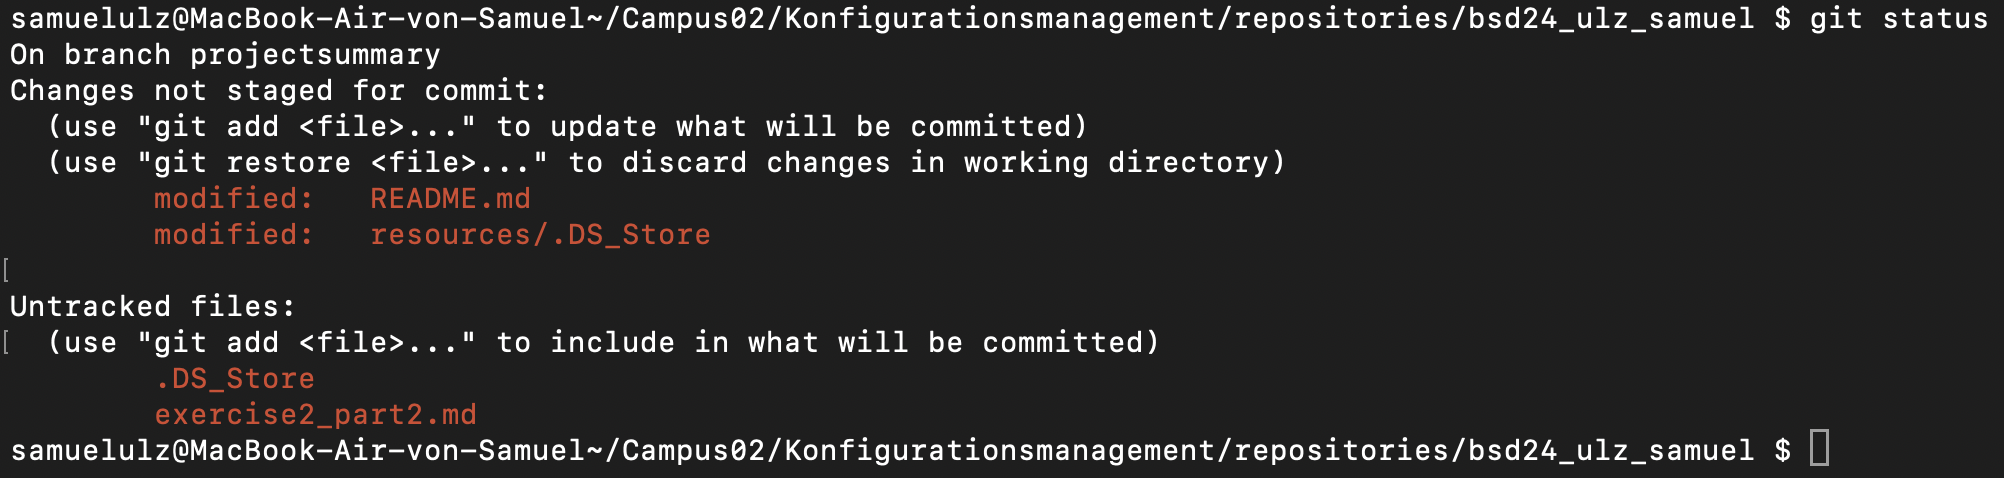 samuelulz@MacBook-Air-von-Samuel~/Campus02/Konfigurationsmanagement/repositories/bsd24_ulz_samuel $ git status
On branch projectsummary
Changes not staged for commit:
  (use "git add <file>..." to update what will be committed)
  (use "git restore <file>..." to discard changes in working directory)
        modified:   README.md
        modified:   resources/.DS_Store
[
Untracked files:
[  (use "git add <file>..." to include in what will be committed)
        .DS_Store
        exercise2_part2.md
samuelulz@MacBook-Air-von-Samuel~/Campus02/Konfigurationsmanagement/repositories/bsd24_ulz_samuel $